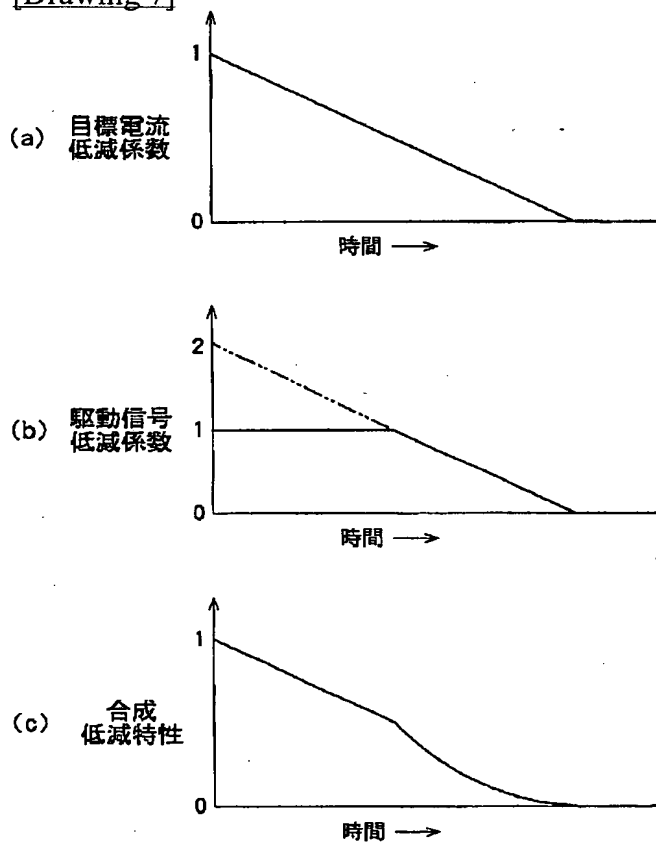 [Drawing 7]
1
(a) 目標電流
低減係数
0
時間 →
2
(b) 駆動信号
低減係数
1
0
時間 →
1
(c) 合成
低減特性
0
時間 →